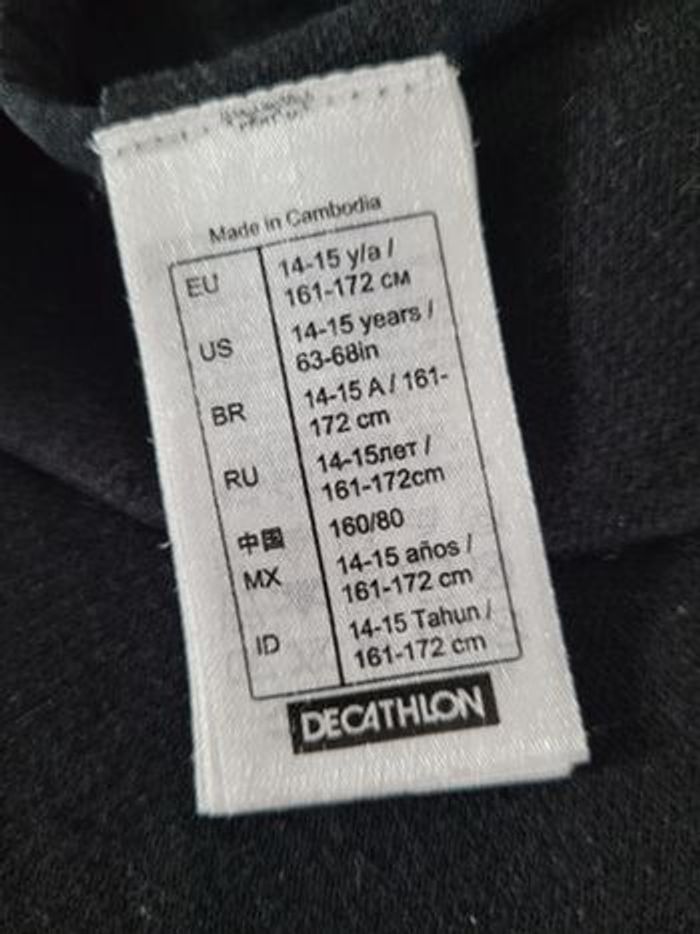 Made in Cambodia
EU 14-15 y/a /
161-172 CM
US 14-15 years /
63-68in
BR 14-15 A / 161-
172 cm
RU 14-15лет /
161-172cm
中国 160/80
MX 14-15 años /
161-172 cm
ID 14-15 Tahun /
161-172 cm
DECATHLON